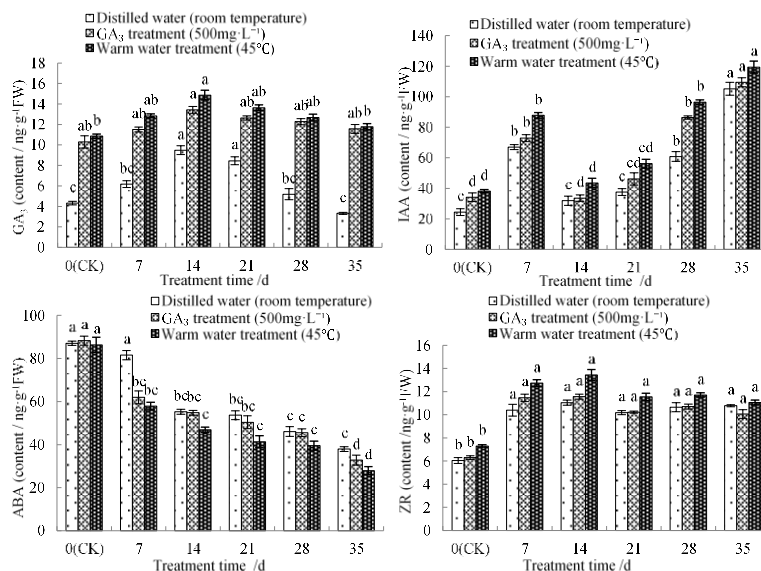 Distilled water (room temperature)
GA₃ treatment (500mg·L⁻¹)
Warm water treatment (45℃)
GA₃ (content / ng·g⁻¹FW)
18
16
14
12
10
8
6
4
2
0
c ab b
bc ab ab
a a a
a ab ab
bc ab ab
c ab b
0(CK) 7 14 21 28 35
Treatment time /d
Distilled water (room temperature)
GA₃ treatment (500mg·L⁻¹)
Warm water treatment (45℃)
IAA (content / ng·g⁻¹FW)
140
120
100
80
60
40
20
0
c d d
b b b
c d d
c cd cd
b b b
a a a
0(CK) 7 14 21 28 35
Treatment time /d
Distilled water (room temperature)
GA₃ treatment (500mg·L⁻¹)
Warm water treatment (45℃)
ABA (content / ng·g⁻¹FW)
100
80
60
40
20
0
a a a
a bc bc
bc bc c
bc bc c
c bc c
c c d
0(CK) 7 14 21 28 35
Treatment time /d
Distilled water (room temperature)
GA₃ treatment (500mg·L⁻¹)
Warm water treatment (45℃)
ZR (content /ng·g⁻¹FW)
16
14
12
10
8
6
4
2
0
b b b
a a a
a a a
a a a
a a a
a a a
0(CK) 7 14 21 28 35
Treatment time /d